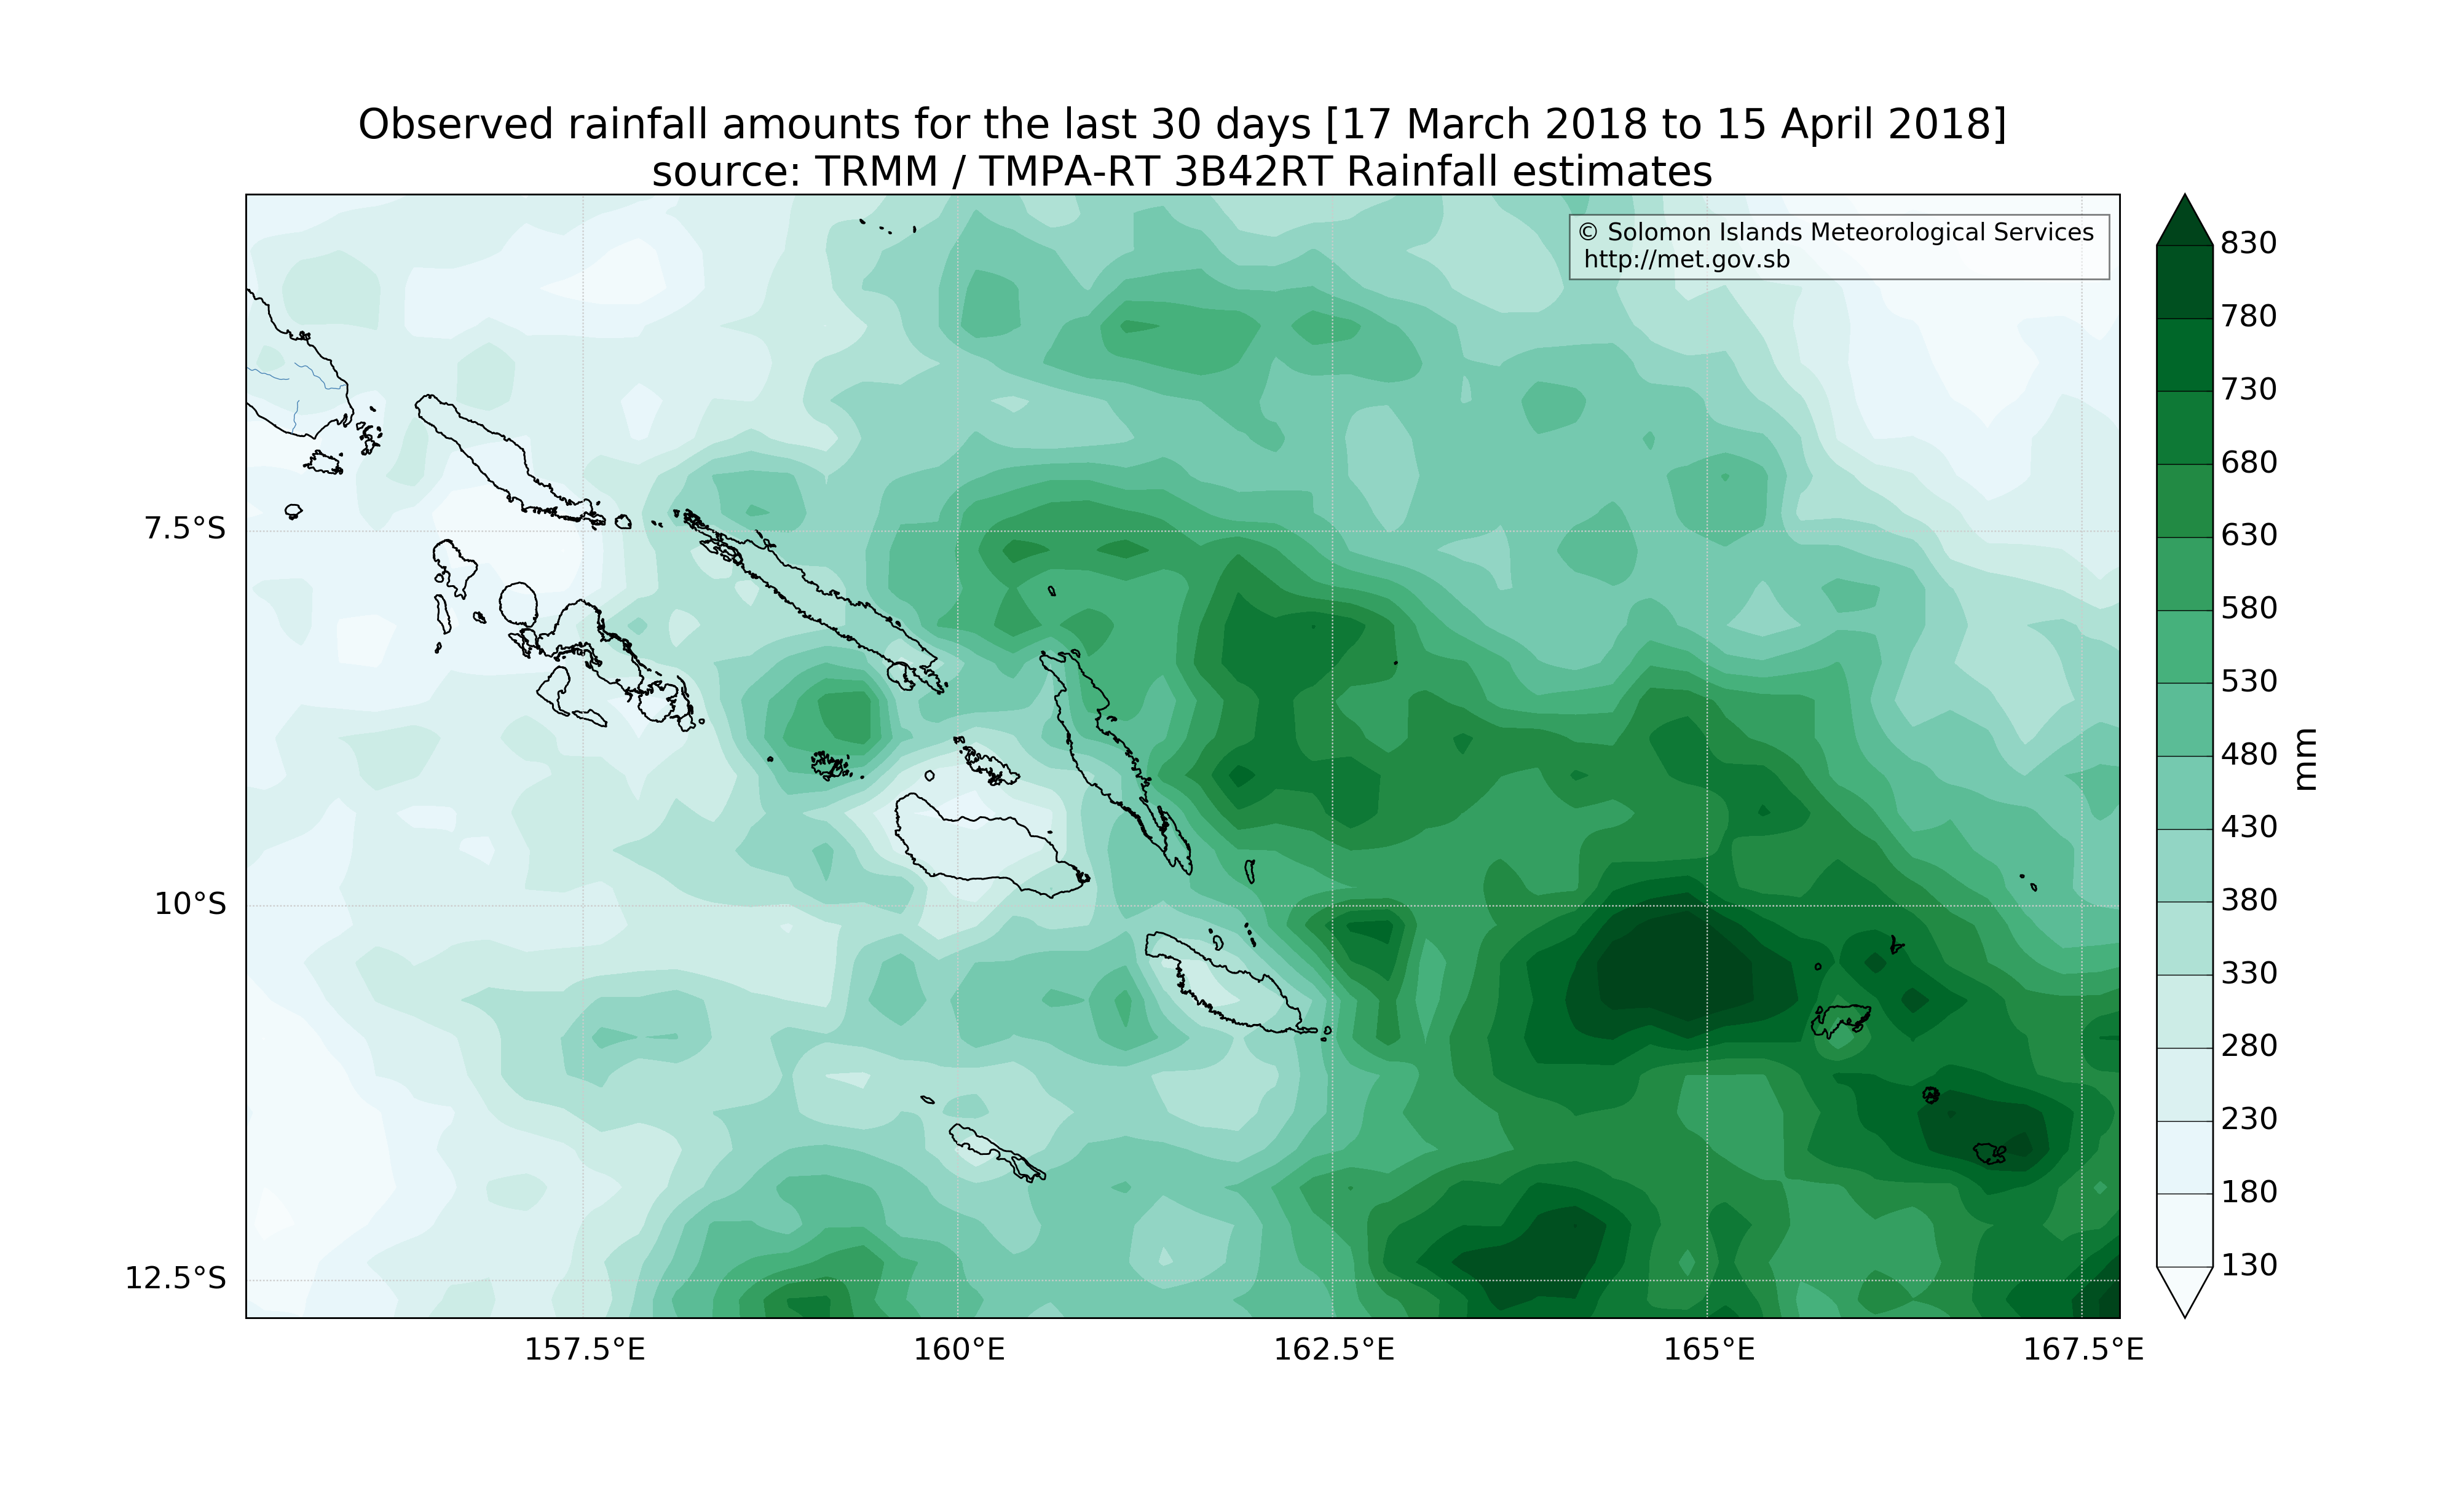 Observed rainfall amounts for the last 30 days [17 March 2018 to 15 April 2018]
source: TRMM / TMPA-RT 3B42RT Rainfall estimates
© Solomon Islands Meteorological Services
http://met.gov.sb
830
780
730
680
630
580
530
480
430
380
330
280
230
180
130
mm
7.5°S
10°S
12.5°S
157.5°E
160°E
162.5°E
165°E
167.5°E